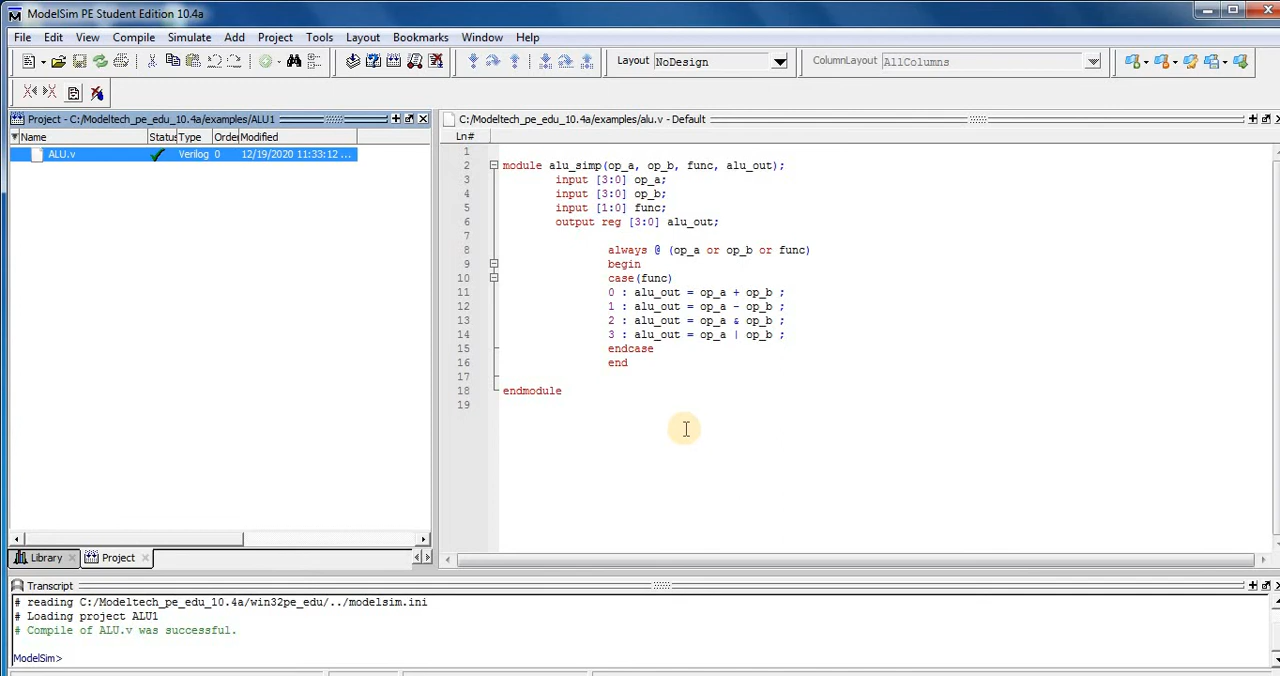 ModelSim PE Student Edition 10.4a
File Edit View Compile Simulate Add Project Tools Layout Bookmarks Window Help
Layout NoDesign ColumnLayout AllColumns
Project - C:/Modeltech_pe_edu_10.4a/examples/ALU1
Name Status Type Order Modified
ALU.v Verilog 0 12/19/2020 11:33:12 ...
Library Project
C:/Modeltech_pe_edu_10.4a/examples/alu.v - Default
Ln#
1
2 module alu_simp(op_a, op_b, func, alu_out);
3 input [3:0] op_a;
4 input [3:0] op_b;
5 input [1:0] func;
6 output reg [3:0] alu_out;
7
8 always @ (op_a or op_b or func)
9 begin
10 case(func)
11 0 : alu_out = op_a + op_b ;
12 1 : alu_out = op_a - op_b ;
13 2 : alu_out = op_a & op_b ;
14 3 : alu_out = op_a | op_b ;
15 endcase
16 end
17
18 endmodule
19
Transcript
# reading C:/Modeltech_pe_edu_10.4a/win32pe_edu/../modelsim.ini
# Loading project ALU1
# Compile of ALU.v was successful.
ModelSim>